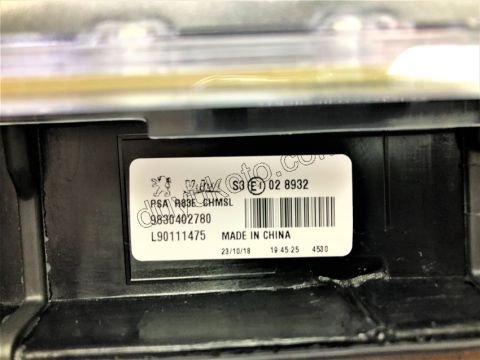 Valeo S3 E1 02 8932
PSA R83E CHMSL
9830402780
L90111475 MADE IN CHINA
23/10/18 19:45:25 4530